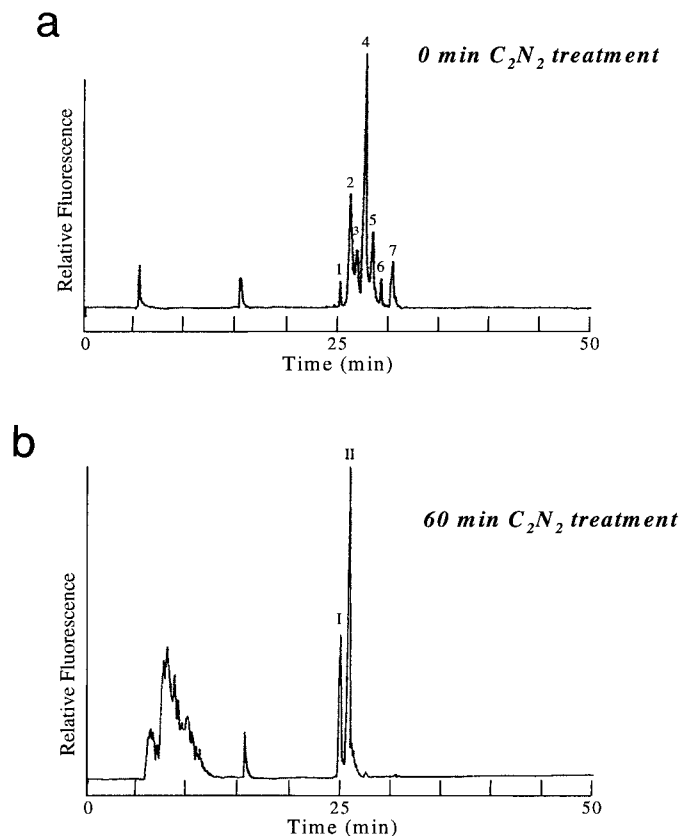 a
0 min C₂N₂ treatment
Relative Fluorescence
1
2
3
4
5
6
7
0
25
50
Time (min)
b
60 min C₂N₂ treatment
Relative Fluorescence
I
II
0
25
50
Time (min)